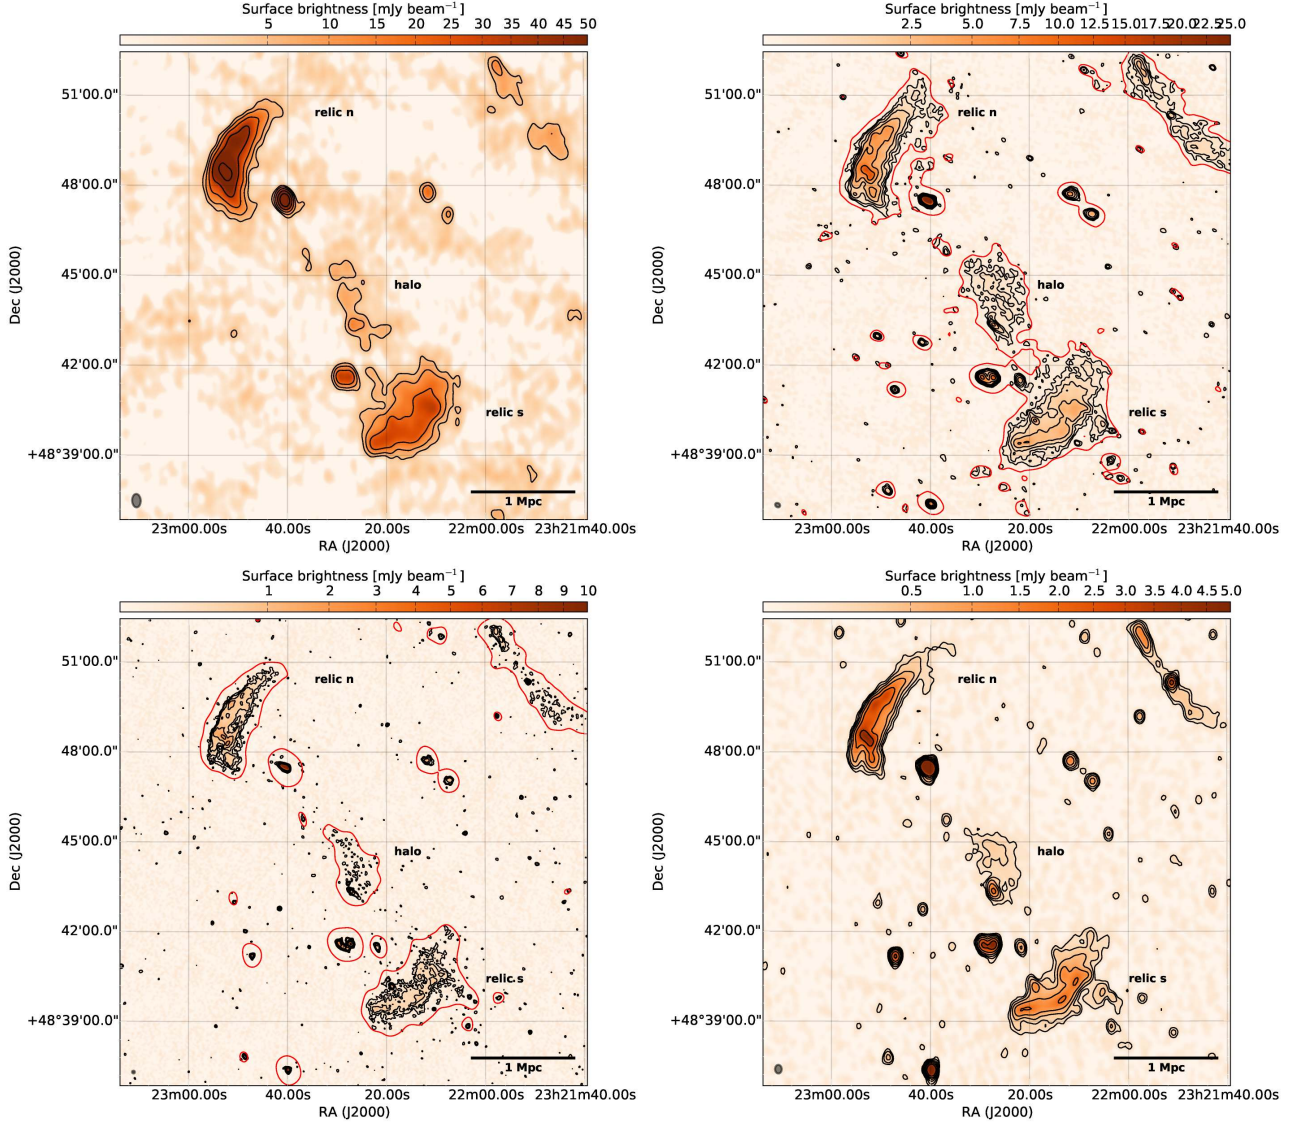 Surface brightness [mJy beam⁻¹]
5 10 15 20 25 30 35 40 45 50
51'00.0"
48'00.0"
45'00.0"
42'00.0"
+48°39'00.0"
Dec (J2000)
relic n
halo
relic s
1 Mpc
23m00.00s 40.00s 20.00s 22m00.00s 23h21m40.00s
RA (J2000)
Surface brightness [mJy beam⁻¹]
2.5 5.0 7.5 10.0 12.5 15.0 17.5 20.0 22.5 25.0
51'00.0"
48'00.0"
45'00.0"
42'00.0"
+48°39'00.0"
Dec (J2000)
relic n
halo
relic s
1 Mpc
23m00.00s 40.00s 20.00s 22m00.00s 23h21m40.00s
RA (J2000)
Surface brightness [mJy beam⁻¹]
1 2 3 4 5 6 7 8 9 10
51'00.0"
48'00.0"
45'00.0"
42'00.0"
+48°39'00.0"
Dec (J2000)
relic n
halo
relic s
1 Mpc
23m00.00s 40.00s 20.00s 22m00.00s 23h21m40.00s
RA (J2000)
Surface brightness [mJy beam⁻¹]
0.5 1.0 1.5 2.0 2.5 3.0 3.5 4.0 4.5 5.0
51'00.0"
48'00.0"
45'00.0"
42'00.0"
+48°39'00.0"
Dec (J2000)
relic n
halo
relic s
1 Mpc
23m00.00s 40.00s 20.00s 22m00.00s 23h21m40.00s
RA (J2000)